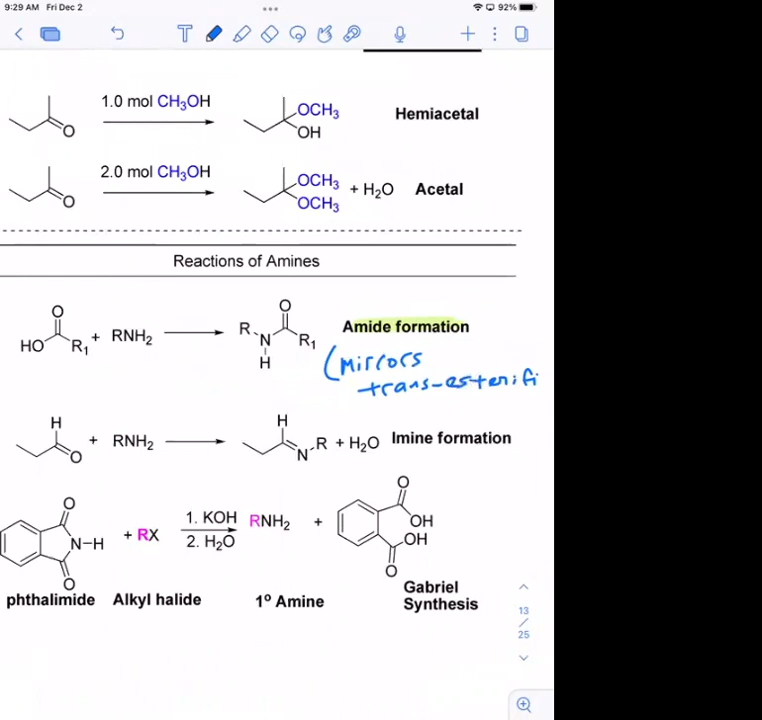 9:29 AM Fri Dec 2
92%
1.0 mol CH₃OH
O
OCH₃
OH
Hemiacetal
2.0 mol CH₃OH
O
OCH₃
OCH₃
+ H₂O
Acetal
Reactions of Amines
O
HO
R₁
+ RNH₂
O
R
N
H
R₁
Amide formation
(Mirrors
trans-esterifi
H
O
+ RNH₂
H
N-R + H₂O
Imine formation
O
N-H
O
+ RX
1. KOH
2. H₂O
RNH₂
+
O
OH
OH
O
phthalimide
Alkyl halide
1º Amine
Gabriel
Synthesis
13
/
25